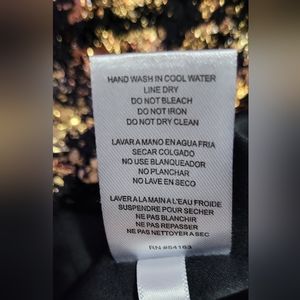 HAND WASH IN COOL WATER
LINE DRY
DO NOT BLEACH
DO NOT IRON
DO NOT DRY CLEAN
LAVAR A MANO EN AGUA FRIA
SECAR COLGADO
NO USE BLANQUEADOR
NO PLANCHAR
NO LAVE EN SECO
LAVER A LA MAIN A L'EAU FROIDE
SUSPENDRE POUR SECHER
NE PAS BLANCHIR
NE PAS REPASSER
NE PAS NETTOYER A SEC
RN #54163